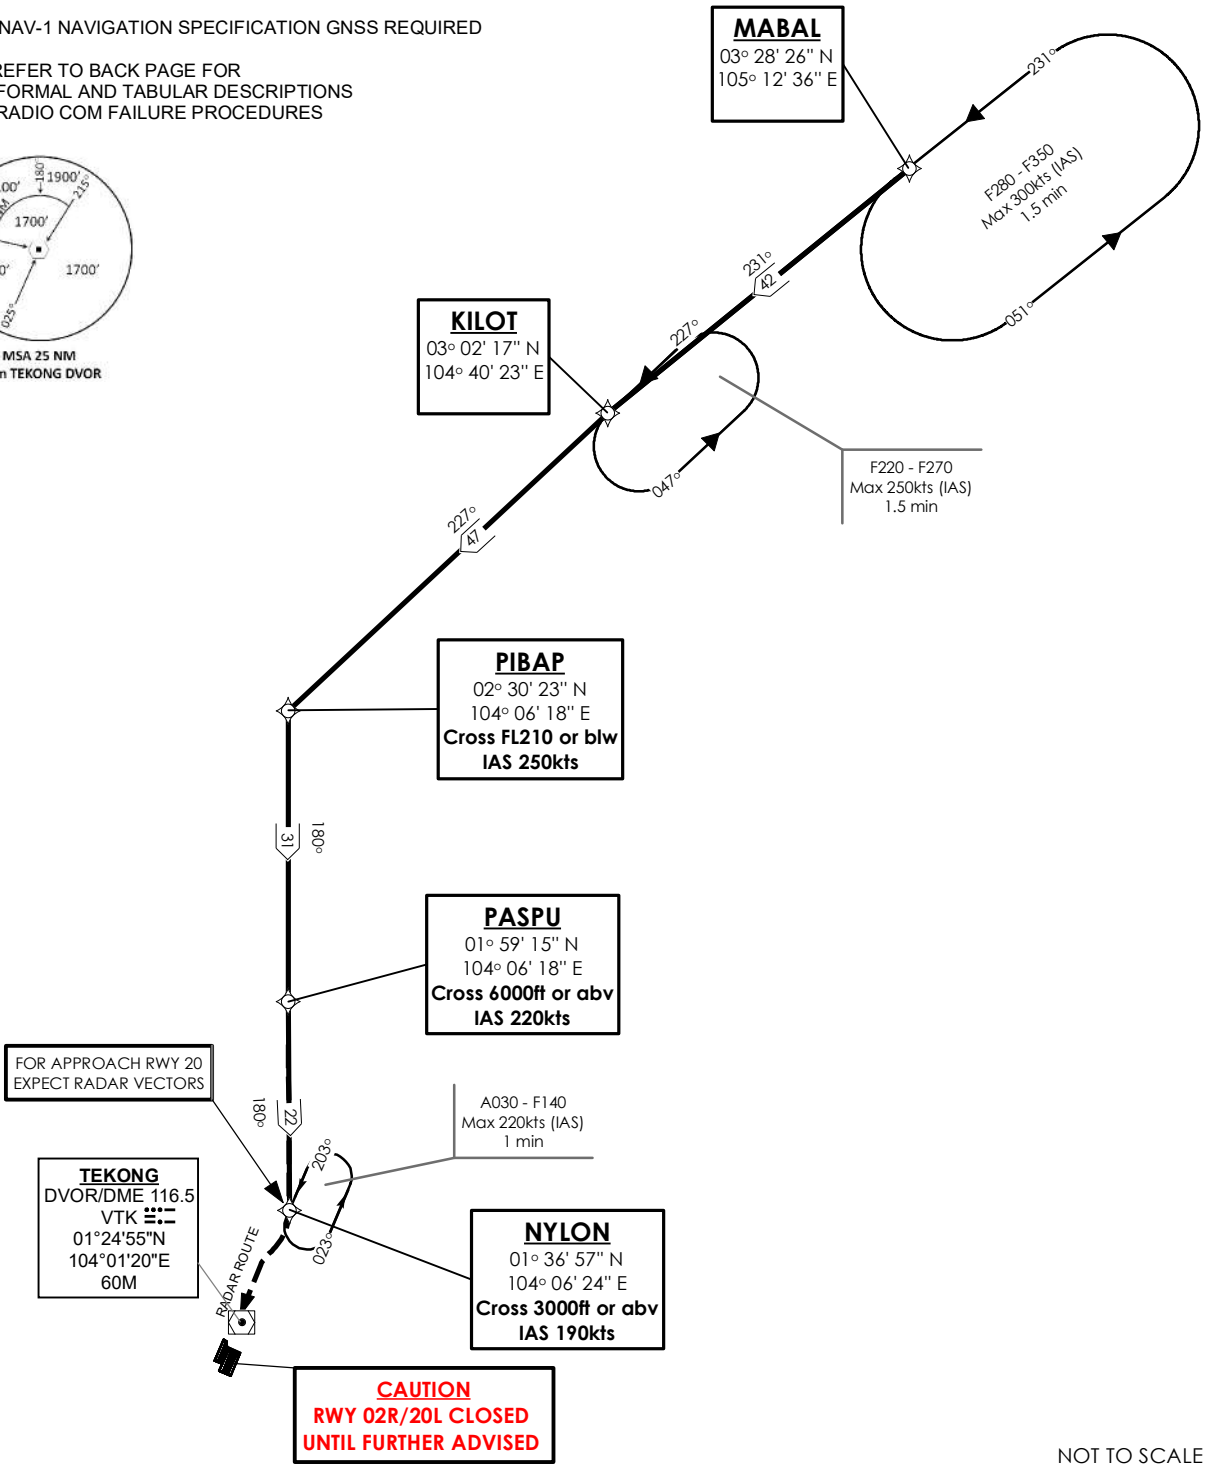 NAV-1 NAVIGATION SPECIFICATION GNSS REQUIRED
REFER TO BACK PAGE FOR
FORMAL AND TABULAR DESCRIPTIONS
RADIO COM FAILURE PROCEDURES
180°
1900'
215°
1700'
1700'
025°
MSA 25 NM
TEKONG DVOR
MABAL
03° 28' 26" N
105° 12' 36" E
231°
F280 - F350
Max 300kts (IAS)
1.5 min
051°
231°
42
KILOT
03° 02' 17" N
104° 40' 23" E
227°
047°
F220 - F270
Max 250kts (IAS)
1.5 min
227°
47
PIBAP
02° 30' 23" N
104° 06' 18" E
Cross FL210 or blw
IAS 250kts
31
180°
PASPU
01° 59' 15" N
104° 06' 18" E
Cross 6000ft or abv
IAS 220kts
FOR APPROACH RWY 20
EXPECT RADAR VECTORS
180°
22
A030 - F140
Max 220kts (IAS)
1 min
203°
023°
TEKONG
DVOR/DME 116.5
VTK
01°24'55"N
104°01'20"E
60M
RADAR ROUTE
NYLON
01° 36' 57" N
104° 06' 24" E
Cross 3000ft or abv
IAS 190kts
CAUTION
RWY 02R/20L CLOSED
UNTIL FURTHER ADVISED
NOT TO SCALE